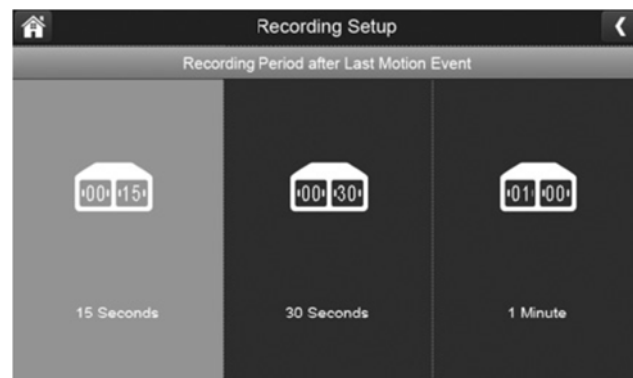 Recording Setup
Recording Period after Last Motion Event
00 15
00 30
01 00
15 Seconds
30 Seconds
1 Minute